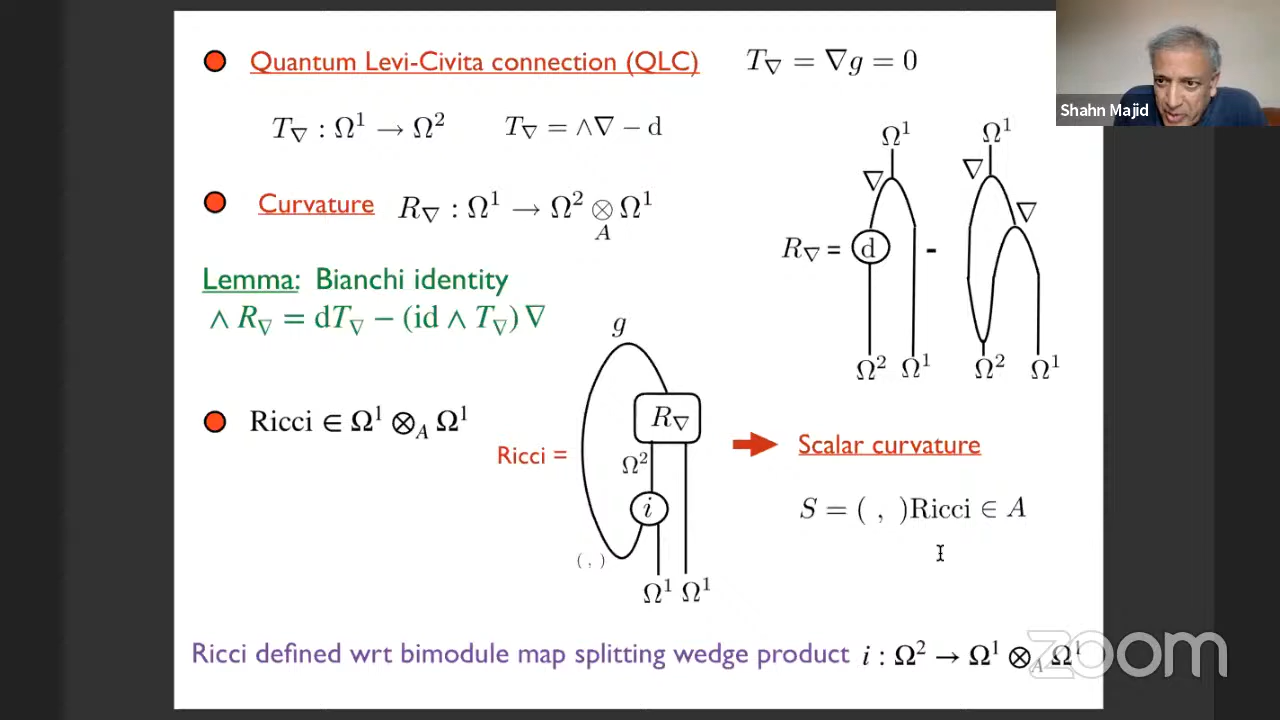 Quantum Levi-Civita connection (QLC) T∇ = ∇g = 0
Shahn Majid
T∇ : Ω¹ → Ω² T∇ = ∧∇ − d
Curvature R∇ : Ω¹ → Ω² ⊗_A Ω¹
Ω¹ Ω¹
∇ ∇
∇
R∇ = d -
Ω² Ω¹ Ω² Ω¹
Lemma: Bianchi identity
∧ R∇ = dT∇ − (id ∧ T∇) ∇
g
Ricci ∈ Ω¹ ⊗_A Ω¹
R∇
Ricci =
Ω²
i
( , )
Ω¹ Ω¹
Scalar curvature
S = ( , )Ricci ∈ A
Ricci defined wrt bimodule map splitting wedge product i : Ω² → Ω¹ ⊗_A Ω¹
zoom